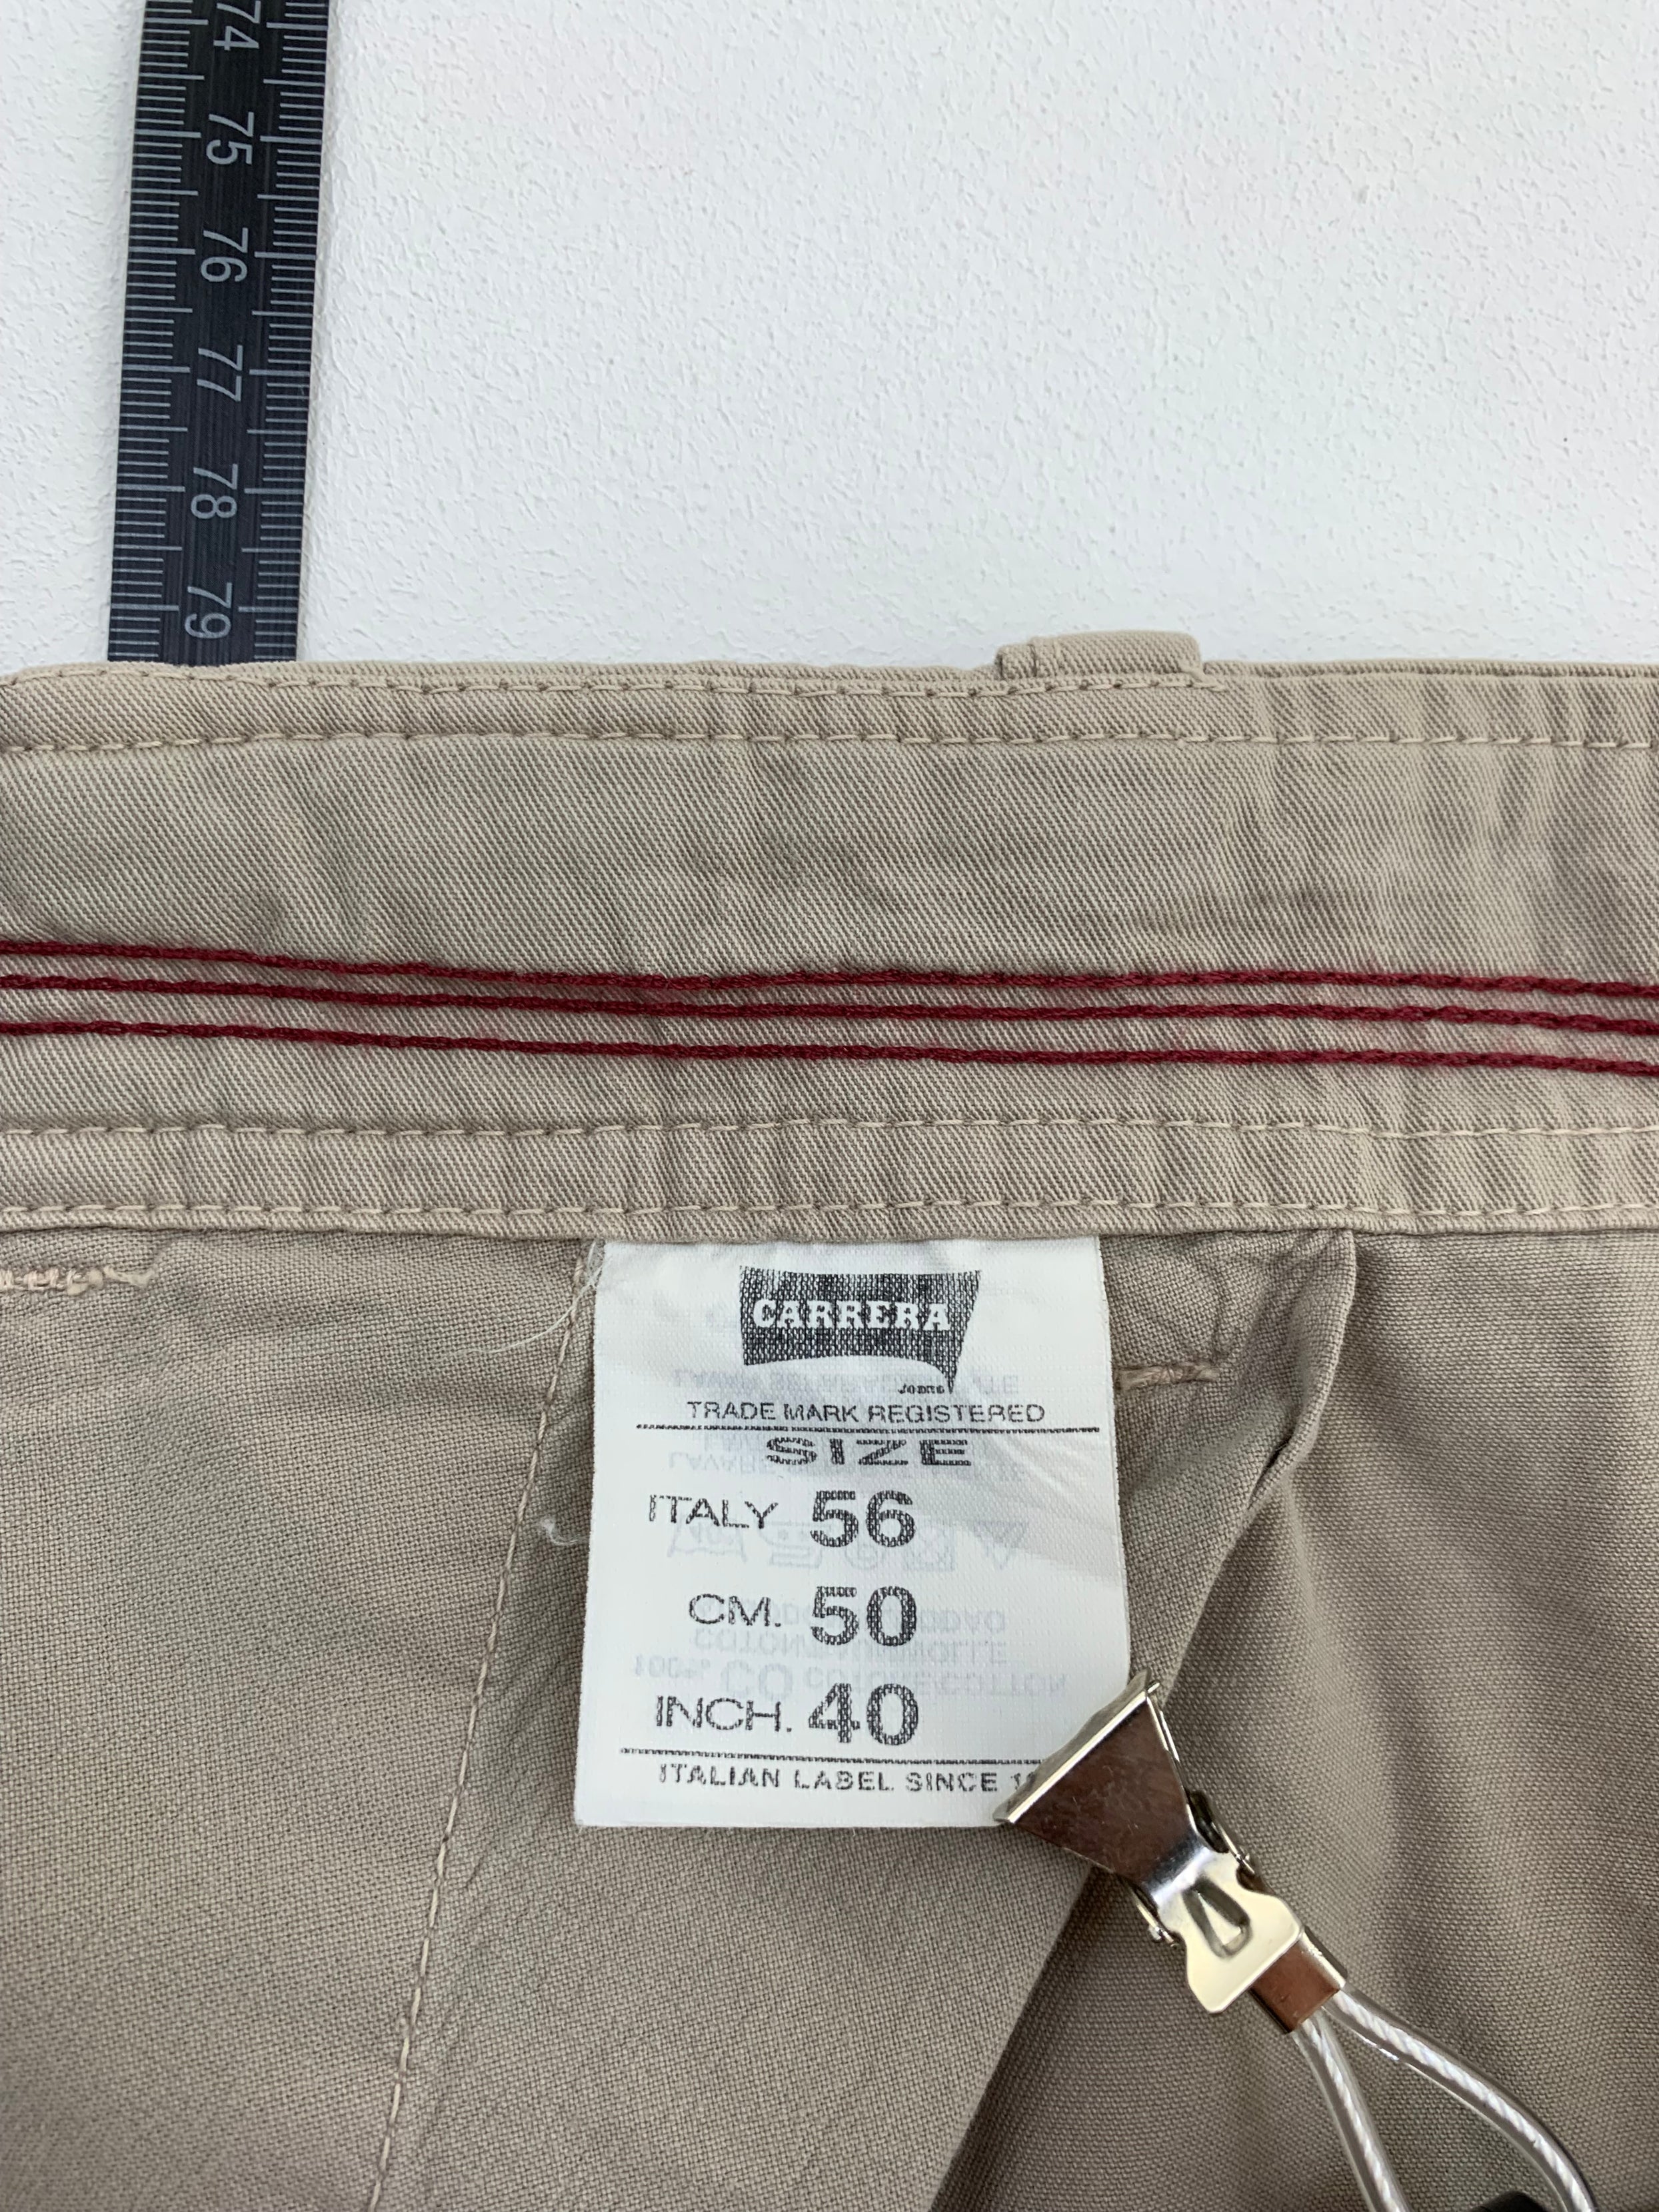 74
75
76
77
78
79
CARRERA
Jeans
TRADE MARK REGISTERED
SIZE
ITALY 56
CM. 50
INCH. 40
ITALIAN LABEL SINCE